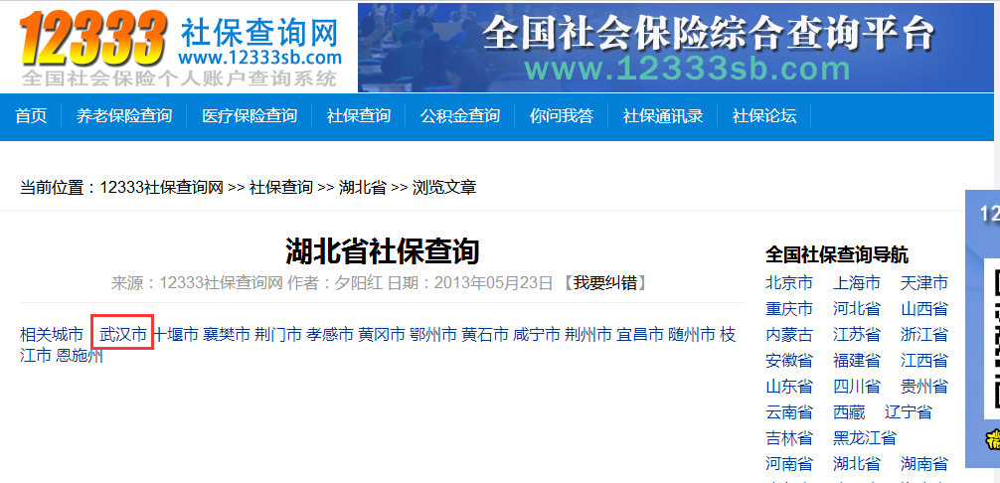 12333 社保查询网
www.12333sb.com
全国社会保险个人账户查询系统
全国社会保险综合查询平台
www.12333sb.com
首页 养老保险查询 医疗保险查询 社保查询 公积金查询 你问我答 社保通讯录 社保论坛
当前位置：12333社保查询网 >> 社保查询 >> 湖北省 >> 浏览文章
湖北省社保查询
来源：12333社保查询网 作者：夕阳红 日期：2013年05月23日 【我要纠错】
相关城市 武汉市 十堰市 襄樊市 荆门市 孝感市 黄冈市 鄂州市 黄石市 咸宁市 荆州市 宜昌市 随州市 枝
江市 恩施州
全国社保查询导航
北京市 上海市 天津市
重庆市 河北省 山西省
内蒙古 江苏省 浙江省
安徽省 福建省 江西省
山东省 四川省 贵州省
云南省 西藏 辽宁省
吉林省 黑龙江省
河南省 湖北省 湖南省
12